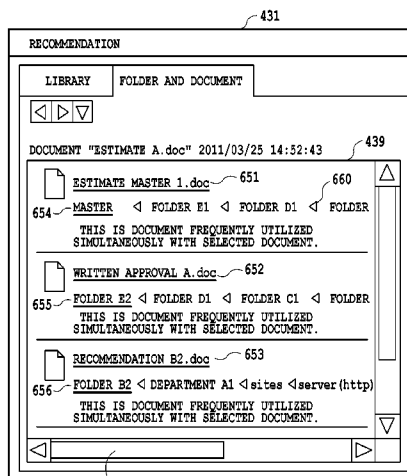 431
RECOMMENDATION
LIBRARY FOLDER AND DOCUMENT
DOCUMENT "ESTIMATE A.doc" 2011/03/25 14:52:43 439
ESTIMATE MASTER 1.doc 651 660
654 MASTER ◁ FOLDER E1 ◁ FOLDER D1 ◁ FOLDER
THIS IS DOCUMENT FREQUENTLY UTILIZED
SIMULTANEOUSLY WITH SELECTED DOCUMENT.
WRITTEN APPROVAL A.doc 652
655 FOLDER E2 ◁ FOLDER D1 ◁ FOLDER C1 ◁ FOLDER
THIS IS DOCUMENT FREQUENTLY UTILIZED
SIMULTANEOUSLY WITH SELECTED DOCUMENT.
RECOMMENDATION B2.doc 653
656 FOLDER B2 ◁ DEPARTMENT A1 ◁ sites ◁ server(http)
THIS IS DOCUMENT FREQUENTLY UTILIZED
SIMULTANEOUSLY WITH SELECTED DOCUMENT.